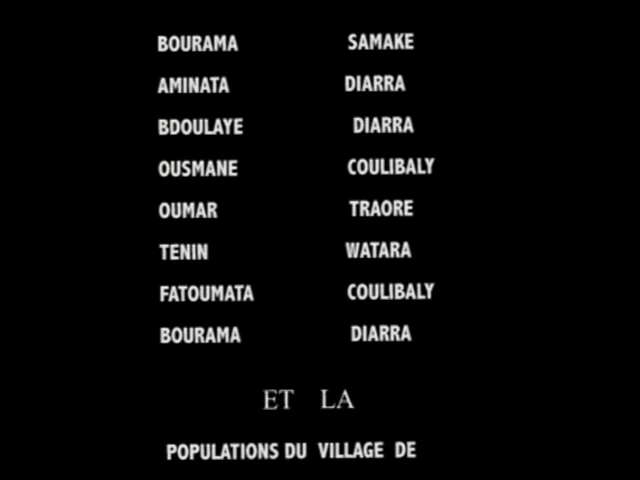 BOURAMA SAMAKE
AMINATA DIARRA
BDOULAYE DIARRA
OUSMANE COULIBALY
OUMAR TRAORE
TENIN WATARA
FATOUMATA COULIBALY
BOURAMA DIARRA
ET LA
POPULATIONS DU VILLAGE DE